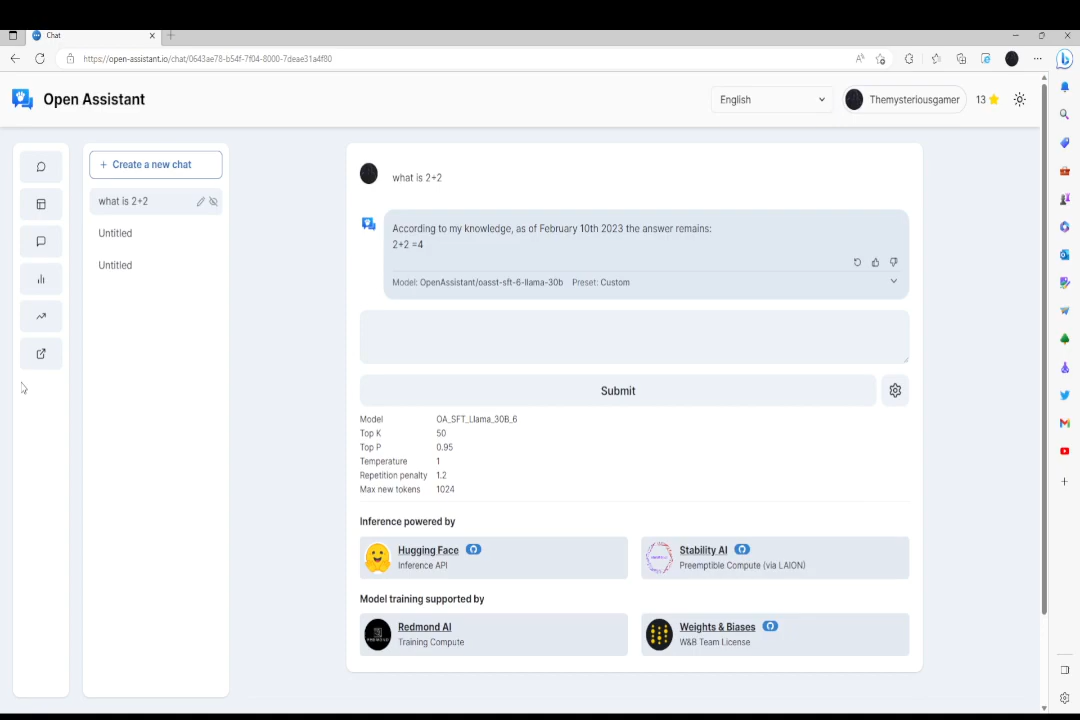 Chat
https://open-assistant.io/chat/0643ae78-b54f-7f04-8000-7deae31a4f80
Open Assistant
English
Themysteriousgamer
13
+ Create a new chat
what is 2+2
Untitled
Untitled
what is 2+2
According to my knowledge, as of February 10th 2023 the answer remains:
2+2 =4
Model: OpenAssistant/oasst-sft-6-llama-30b Preset: Custom
Submit
Model OA_SFT_Llama_30B_6
Top K 50
Top P 0.95
Temperature 1
Repetition penalty 1.2
Max new tokens 1024
Inference powered by
Hugging Face
Inference API
Stability AI
Preemptible Compute (via LAION)
Model training supported by
Redmond AI
Training Compute
Weights & Biases
W&B Team License